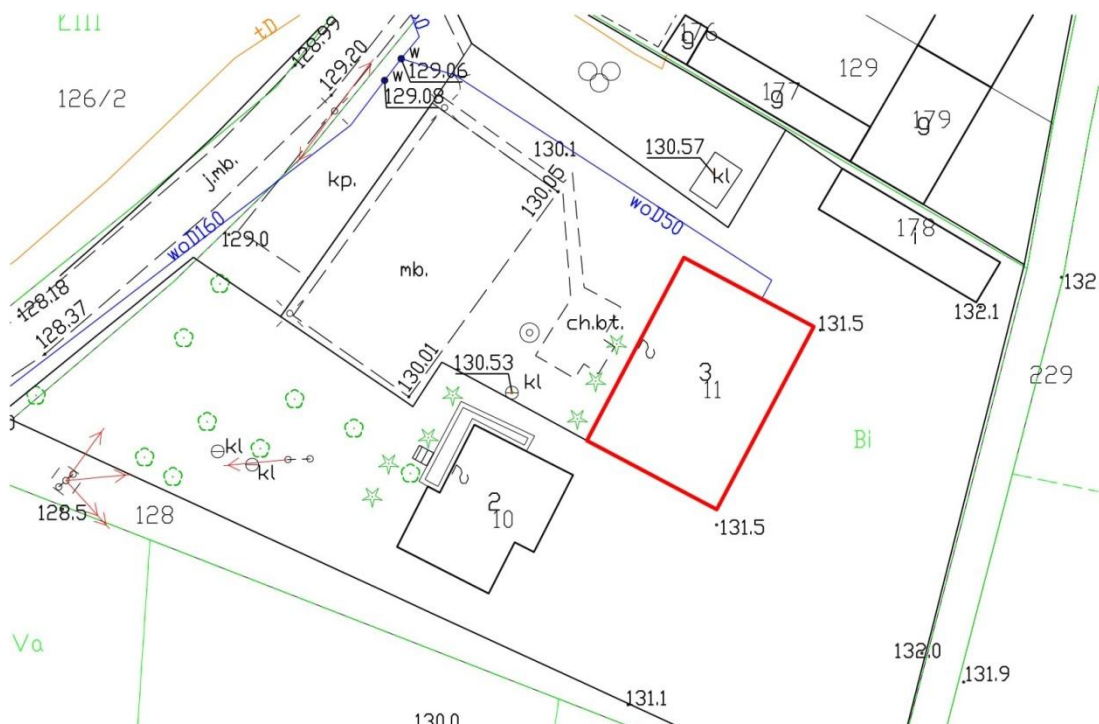 ŁIII
tD
128.99
176
g
126/2
w
129.20
129.06
w
129.08
129
177
g
179
g
130.57
kl
130.1
j.mb.
kp.
130.05
woD50
woD160
178
i
129.0
mb.
128.18
132
132.1
ch.bt.
131.5
128.37
130.53
kl
130.01
3
11
229
Bi
kl
kl
2
10
128.5
128
131.5
Va
132.0
131.9
131.1
130.0